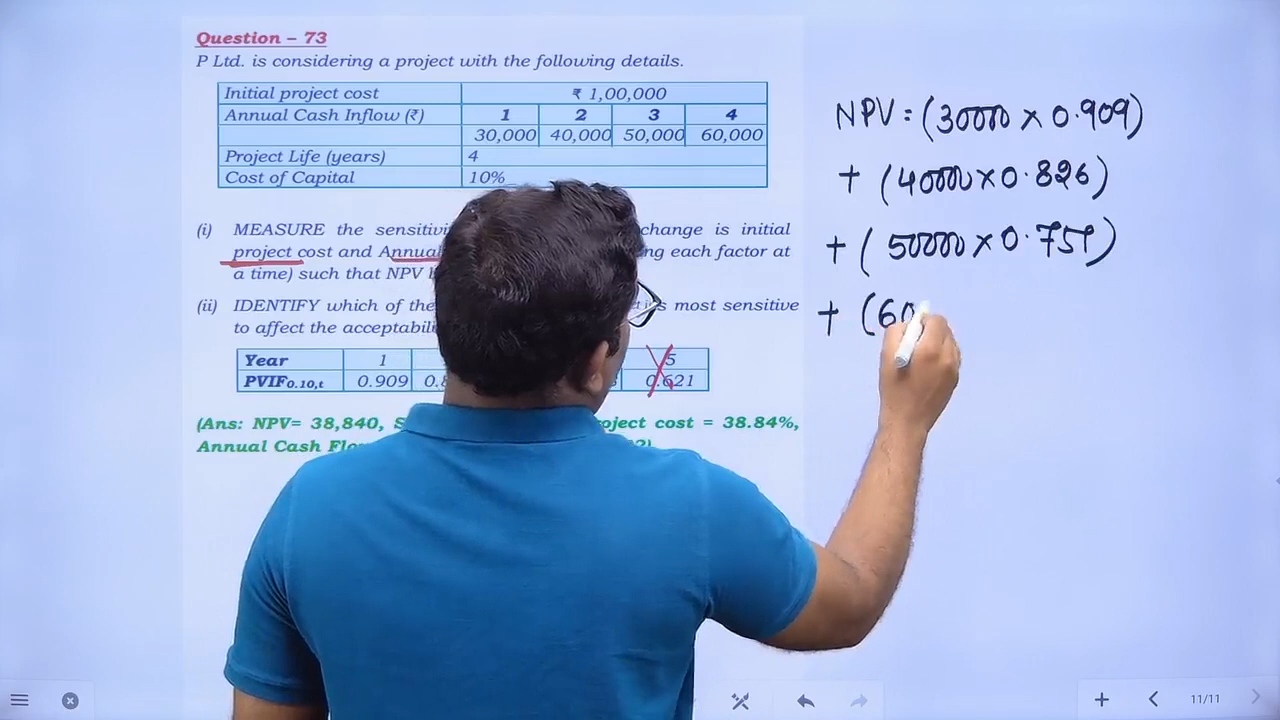 Question – 73
P Ltd. is considering a project with the following details.
Initial project cost ₹ 1,00,000
Annual Cash Inflow (₹) 1 2 3 4
30,000 40,000 50,000 60,000
Project Life (years) 4
Cost of Capital 10%
(i) MEASURE the change is initial
project cost and Annual each factor at
a time) such that NPV
(ii) IDENTIFY which of the most sensitive
to affect the
Year 1 5
PVIF0.10,t 0.909 0.621
(Ans: NPV= 38,840, cost = 38.84%,
Annual Cash
NPV = (30000 × 0.909)
+ (40000 × 0.826)
+ (50000 × 0.751)
+ (60
11/11